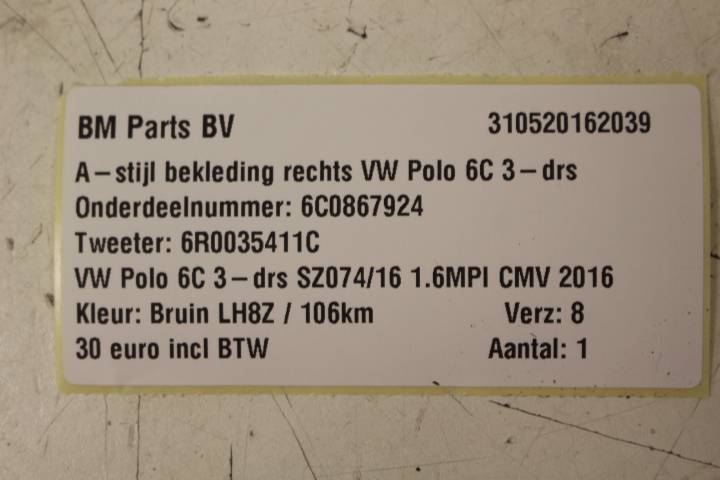 BM Parts BV 310520162039
A-stijl bekleding rechts VW Polo 6C 3-drs
Onderdeelnummer: 6C0867924
Tweeter: 6R0035411C
VW Polo 6C 3-drs SZ074/16 1.6MPI CMV 2016
Kleur: Bruin LH8Z / 106km Verz: 8
30 euro incl BTW Aantal: 1